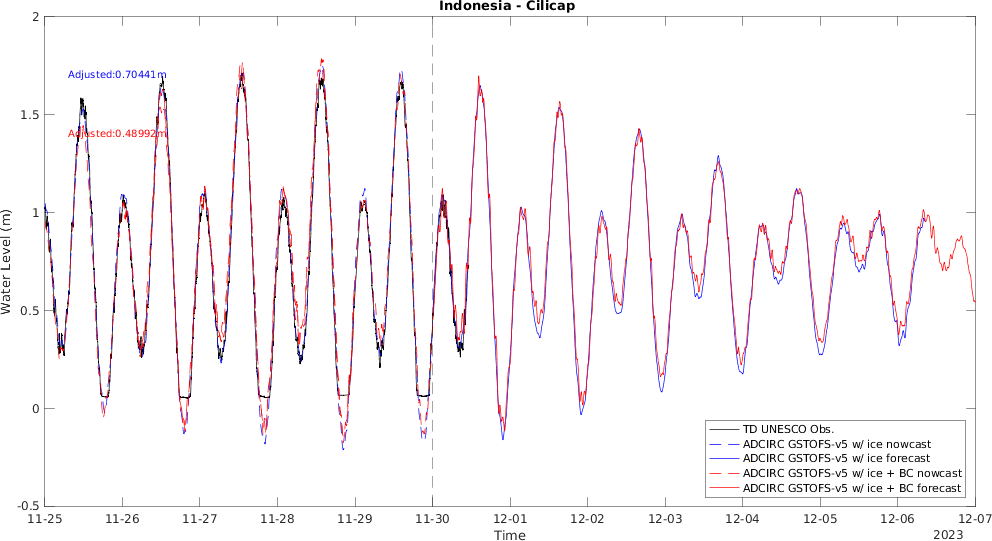 Indonesia - Cilicap
Water Level (m)
2
1.5
1
0.5
0
-0.5
Adjusted:0.70441m
Adjusted:0.48992m
TD UNESCO Obs.
ADCIRC GSTOFS-v5 w/ ice nowcast
ADCIRC GSTOFS-v5 w/ ice forecast
ADCIRC GSTOFS-v5 w/ ice + BC nowcast
ADCIRC GSTOFS-v5 w/ ice + BC forecast
11-25 11-26 11-27 11-28 11-29 11-30 12-01 12-02 12-03 12-04 12-05 12-06 12-07
Time
2023